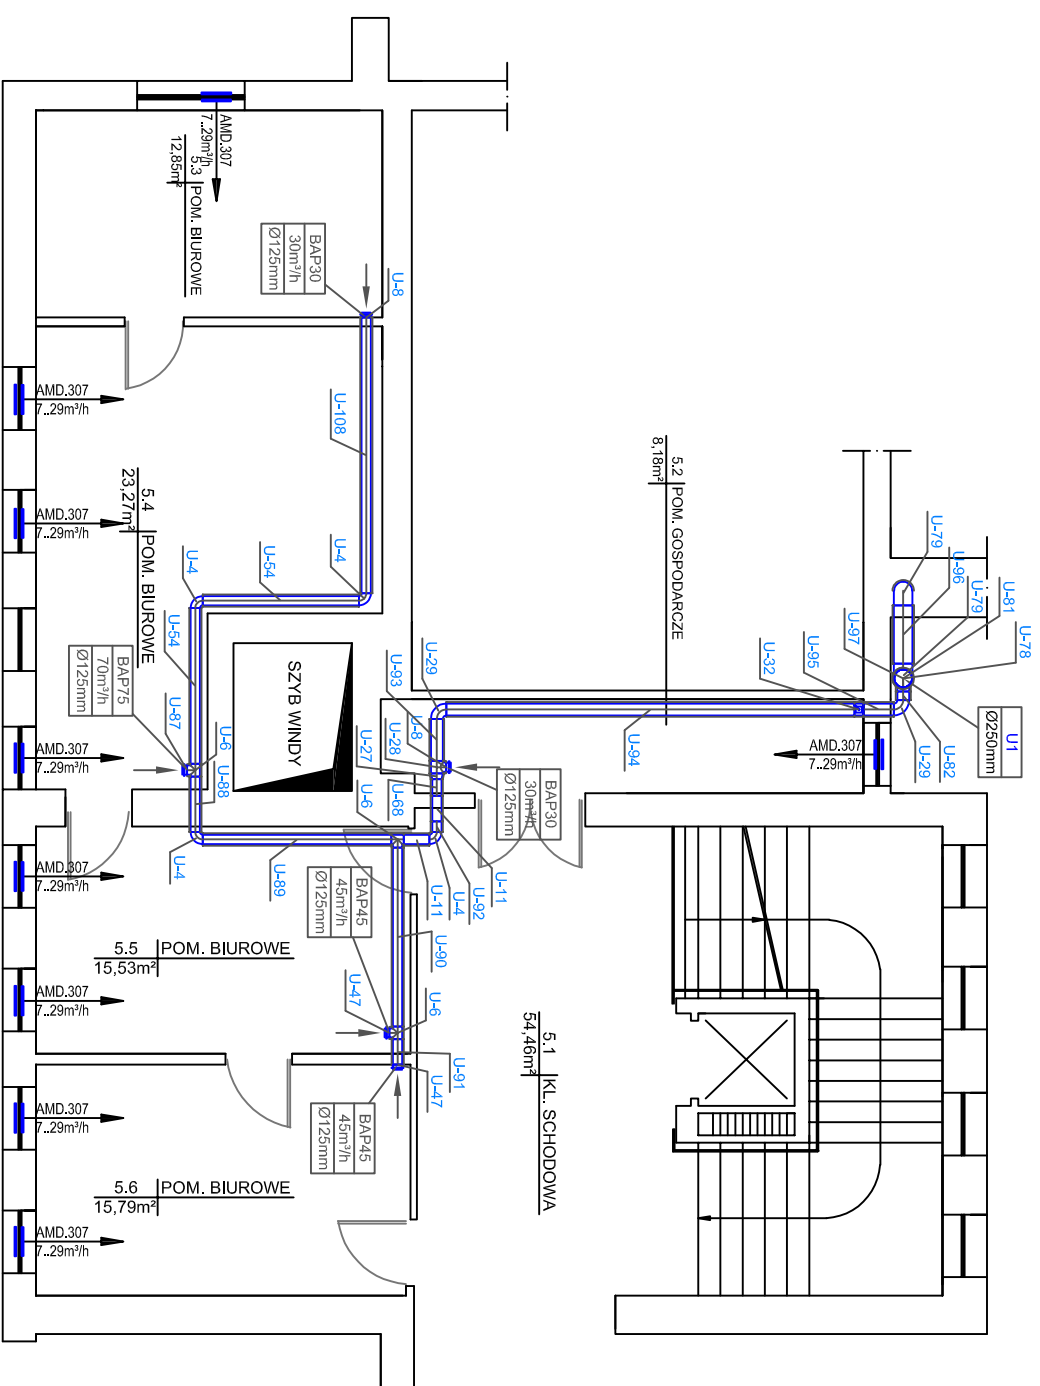 AMD.307
7..29m³/h
5.3 POM. BIUROWE
12,85m²
BAP30
30m³/h
Ø125mm
U-8
U-108
U-4
U-54
U-4
U-54
AMD.307
7..29m³/h
AMD.307
7..29m³/h
5.4 POM. BIUROWE
23,27m²
BAP75
70m³/h
Ø125mm
U-87
U-6
U-88
U-4
U-89
SZYB WINDY
5.2 POM. GOSPODARCZE
8,18m²
U-79
U-96
U-79
U-81
U-78
U-97
U-95
U-32
U-94
U1
Ø250mm
U-82
U-29
AMD.307
7..29m³/h
U-29
U-93
U-8
U-28
U-27
U-68
U-6
BAP30
30m³/h
Ø125mm
U-11
U-92
U-4
U-11
U-90
BAP45
45m³/h
Ø125mm
U-47
U-6
U-91
U-47
BAP45
45m³/h
Ø125mm
AMD.307
7..29m³/h
AMD.307
7..29m³/h
5.5 POM. BIUROWE
15,53m²
AMD.307
7..29m³/h
5.1 KL. SCHODOWA
54,46m²
AMD.307
7..29m³/h
5.6 POM. BIUROWE
15,79m²
AMD.307
7..29m³/h